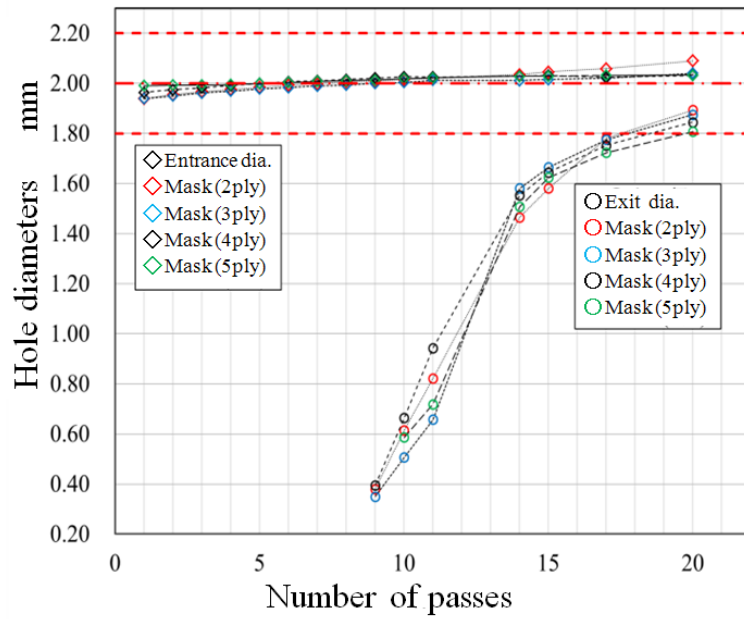 2.20
2.00
1.80
1.60
1.40
1.20
1.00
0.80
0.60
0.40
0.20
Hole diameters mm
Entrance dia.
Mask (2ply)
Mask (3ply)
Mask (4ply)
Mask (5ply)
Exit dia.
Mask (2ply)
Mask (3ply)
Mask (4ply)
Mask (5ply)
0 5 10 15 20
Number of passes